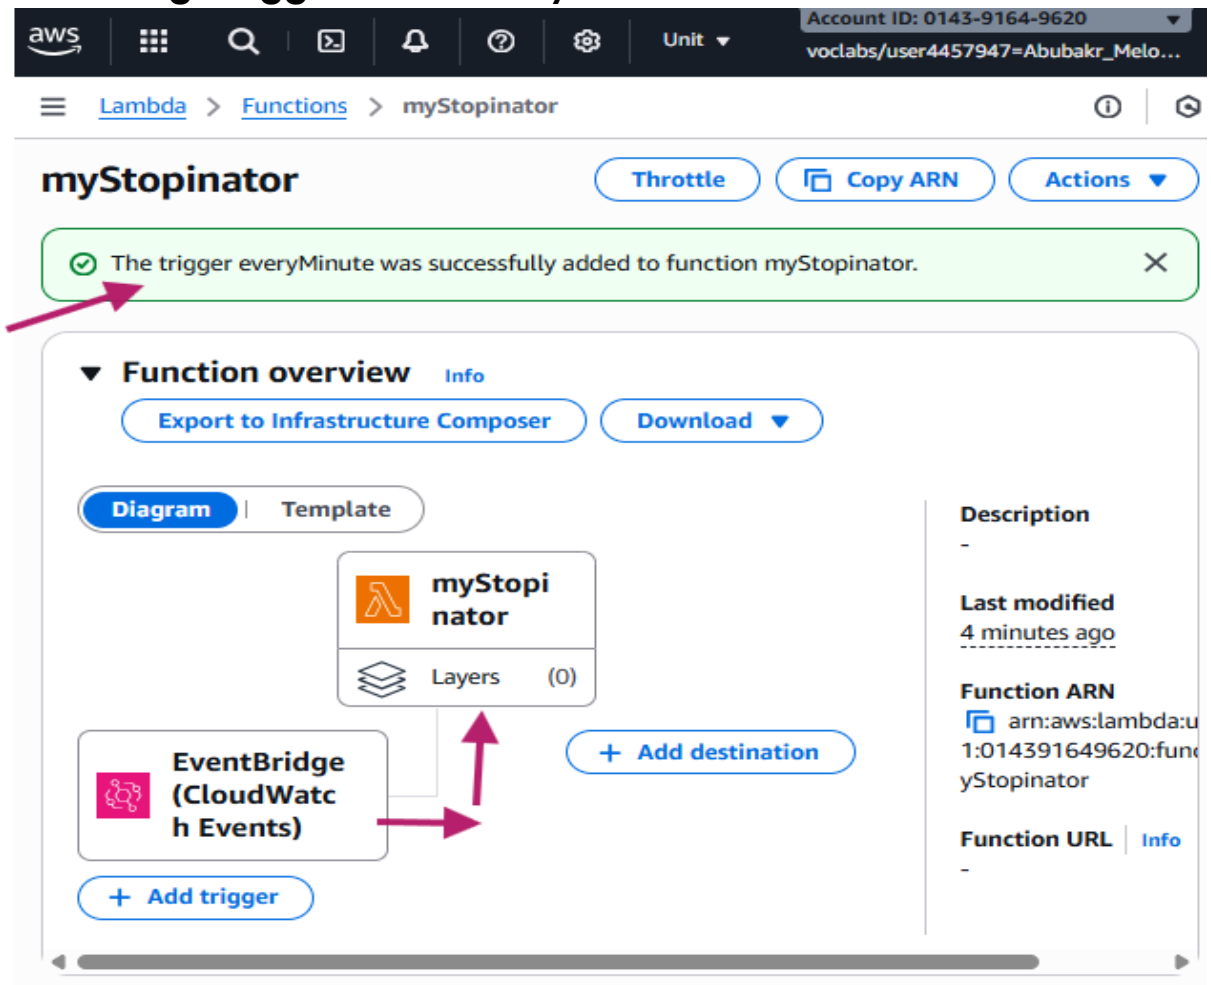 aws
Unit
Account ID: 0143-9164-9620
voclabs/user4457947=Abubakr_Melo...
Lambda > Functions > myStopinator
myStopinator
Throttle
Copy ARN
Actions
The trigger everyMinute was successfully added to function myStopinator.
Function overview Info
Export to Infrastructure Composer
Download
Diagram | Template
myStopi
nator
Layers (0)
EventBridge
(CloudWatc
h Events)
+ Add destination
+ Add trigger
Description
-
Last modified
4 minutes ago
Function ARN
arn:aws:lambda:u
1:014391649620:func
yStopinator
Function URL | Info
-